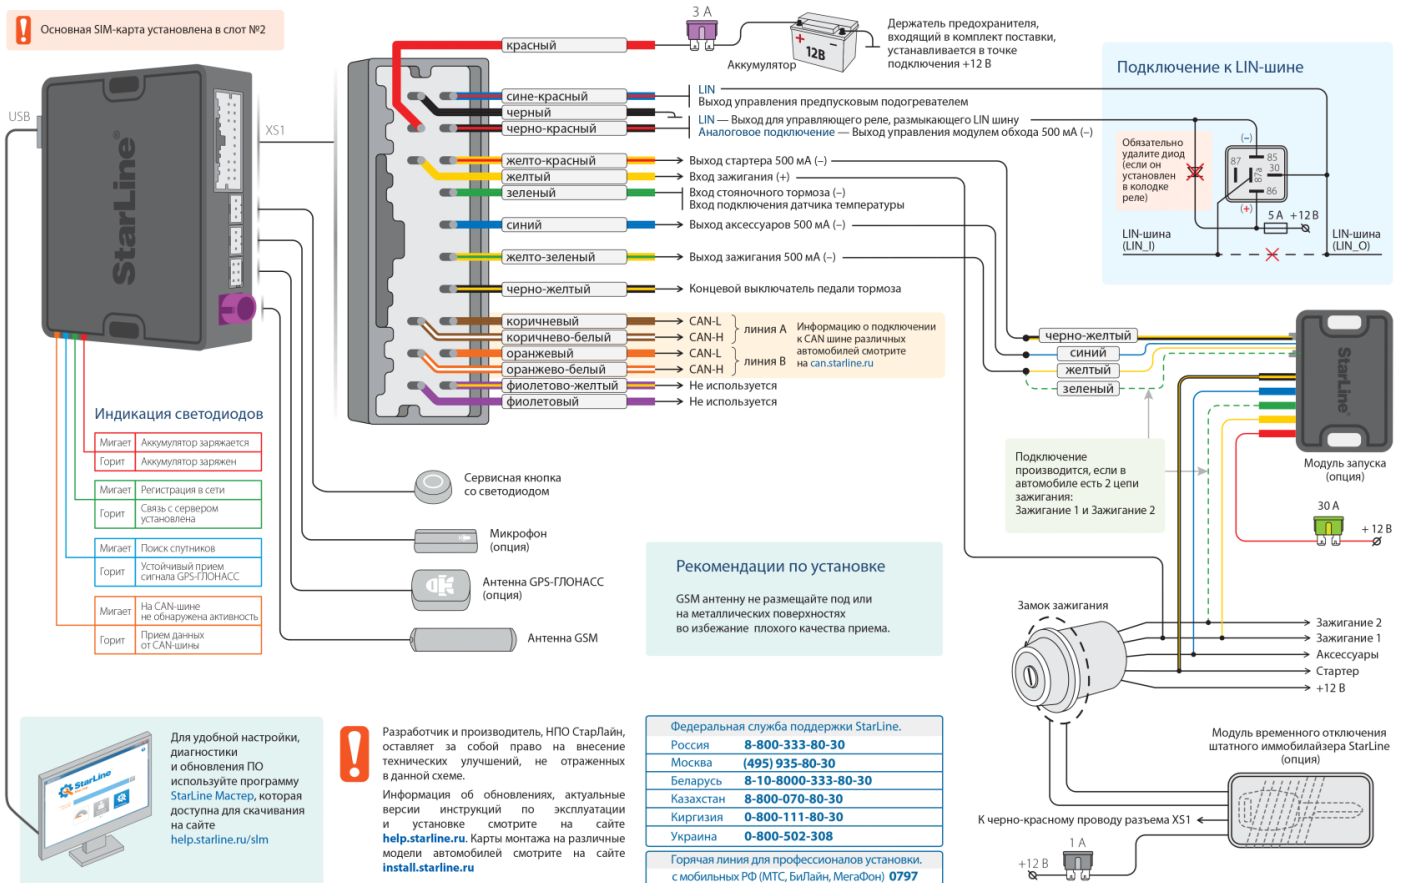 Основная SIM-карта установлена в слот №2
USB
XS1
StarLine®
Индикация светодиодов
Мигает Аккумулятор заряжается
Горит Аккумулятор заряжен
Мигает Регистрация в сети
Горит Связь с сервером
установлена
Мигает Поиск спутников
Горит Устойчивый прием
сигнала GPS-ГЛОНАСС
Мигает На CAN-шине
не обнаружена активность
Горит Прием данных
от CAN-шины
красный
сине-красный
черный
черно-красный
желто-красный
желтый
зеленый
синий
желто-зеленый
черно-желтый
коричневый
коричнево-белый
оранжевый
оранжево-белый
фиолетово-желтый
фиолетовый
3 А
12В
Аккумулятор
Держатель предохранителя,
входящий в комплект поставки,
устанавливается в точке
подключения +12 В
LIN
Выход управления предпусковым подогревателем
LIN — Выход для управляющего реле, размыкающего LIN шину
Аналоговое подключение — Выход управления модулем обхода 500 мА (–)
Выход стартера 500 мА (–)
Вход зажигания (+)
Вход стояночного тормоза (–)
Вход подключения датчика температуры
Выход аксессуаров 500 мА (–)
Выход зажигания 500 мА (–)
Концевой выключатель педали тормоза
CAN-L
CAN-H
линия A
CAN-L
CAN-H
линия B
Информацию о подключении
к CAN шине различных
автомобилей смотрите
на can.starline.ru
Не используется
Не используется
Подключение к LIN-шине
Обязательно
удалите диод
(если он
установлен
в колодке
реле)
(–)
87
85
30
87a
86
(+)
5 А
+12 В
LIN-шина
(LIN_I)
LIN-шина
(LIN_O)
черно-желтый
синий
желтый
зеленый
StarLine®
Модуль запуска
(опция)
30 А
+ 12 В
Подключение
производится, если в
автомобиле есть 2 цепи
зажигания:
Зажигание 1 и Зажигание 2
Сервисная кнопка
со светодиодом
Микрофон
(опция)
Антенна GPS-ГЛОНАСС
(опция)
Антенна GSM
Рекомендации по установке
GSM антенну не размещайте под или
на металлических поверхностях
во избежание плохого качества приема.
Замок зажигания
Зажигание 2
Зажигание 1
Аксессуары
Стартер
+12 В
Модуль временного отключения
штатного иммобилайзера StarLine
(опция)
К черно-красному проводу разъема XS1
1 А
+12 В
StarLine
Для удобной настройки,
диагностики
и обновления ПО
используйте программу
StarLine Мастер, которая
доступна для скачивания
на сайте
help.starline.ru/slm
Разработчик и производитель, НПО СтарЛайн,
оставляет за собой право на внесение
технических улучшений, не отраженных
в данной схеме.
Информация об обновлениях, актуальные
версии инструкций по эксплуатации
и установке смотрите на сайте
help.starline.ru. Карты монтажа на различные
модели автомобилей смотрите на сайте
install.starline.ru
Федеральная служба поддержки StarLine.
Россия 8-800-333-80-30
Москва (495) 935-80-30
Беларусь 8-10-8000-333-80-30
Казахстан 8-800-070-80-30
Киргизия 0-800-111-80-30
Украина 0-800-502-308
Горячая линия для профессионалов установки.
с мобильных РФ (МТС, БиЛайн, МегаФон) 0797